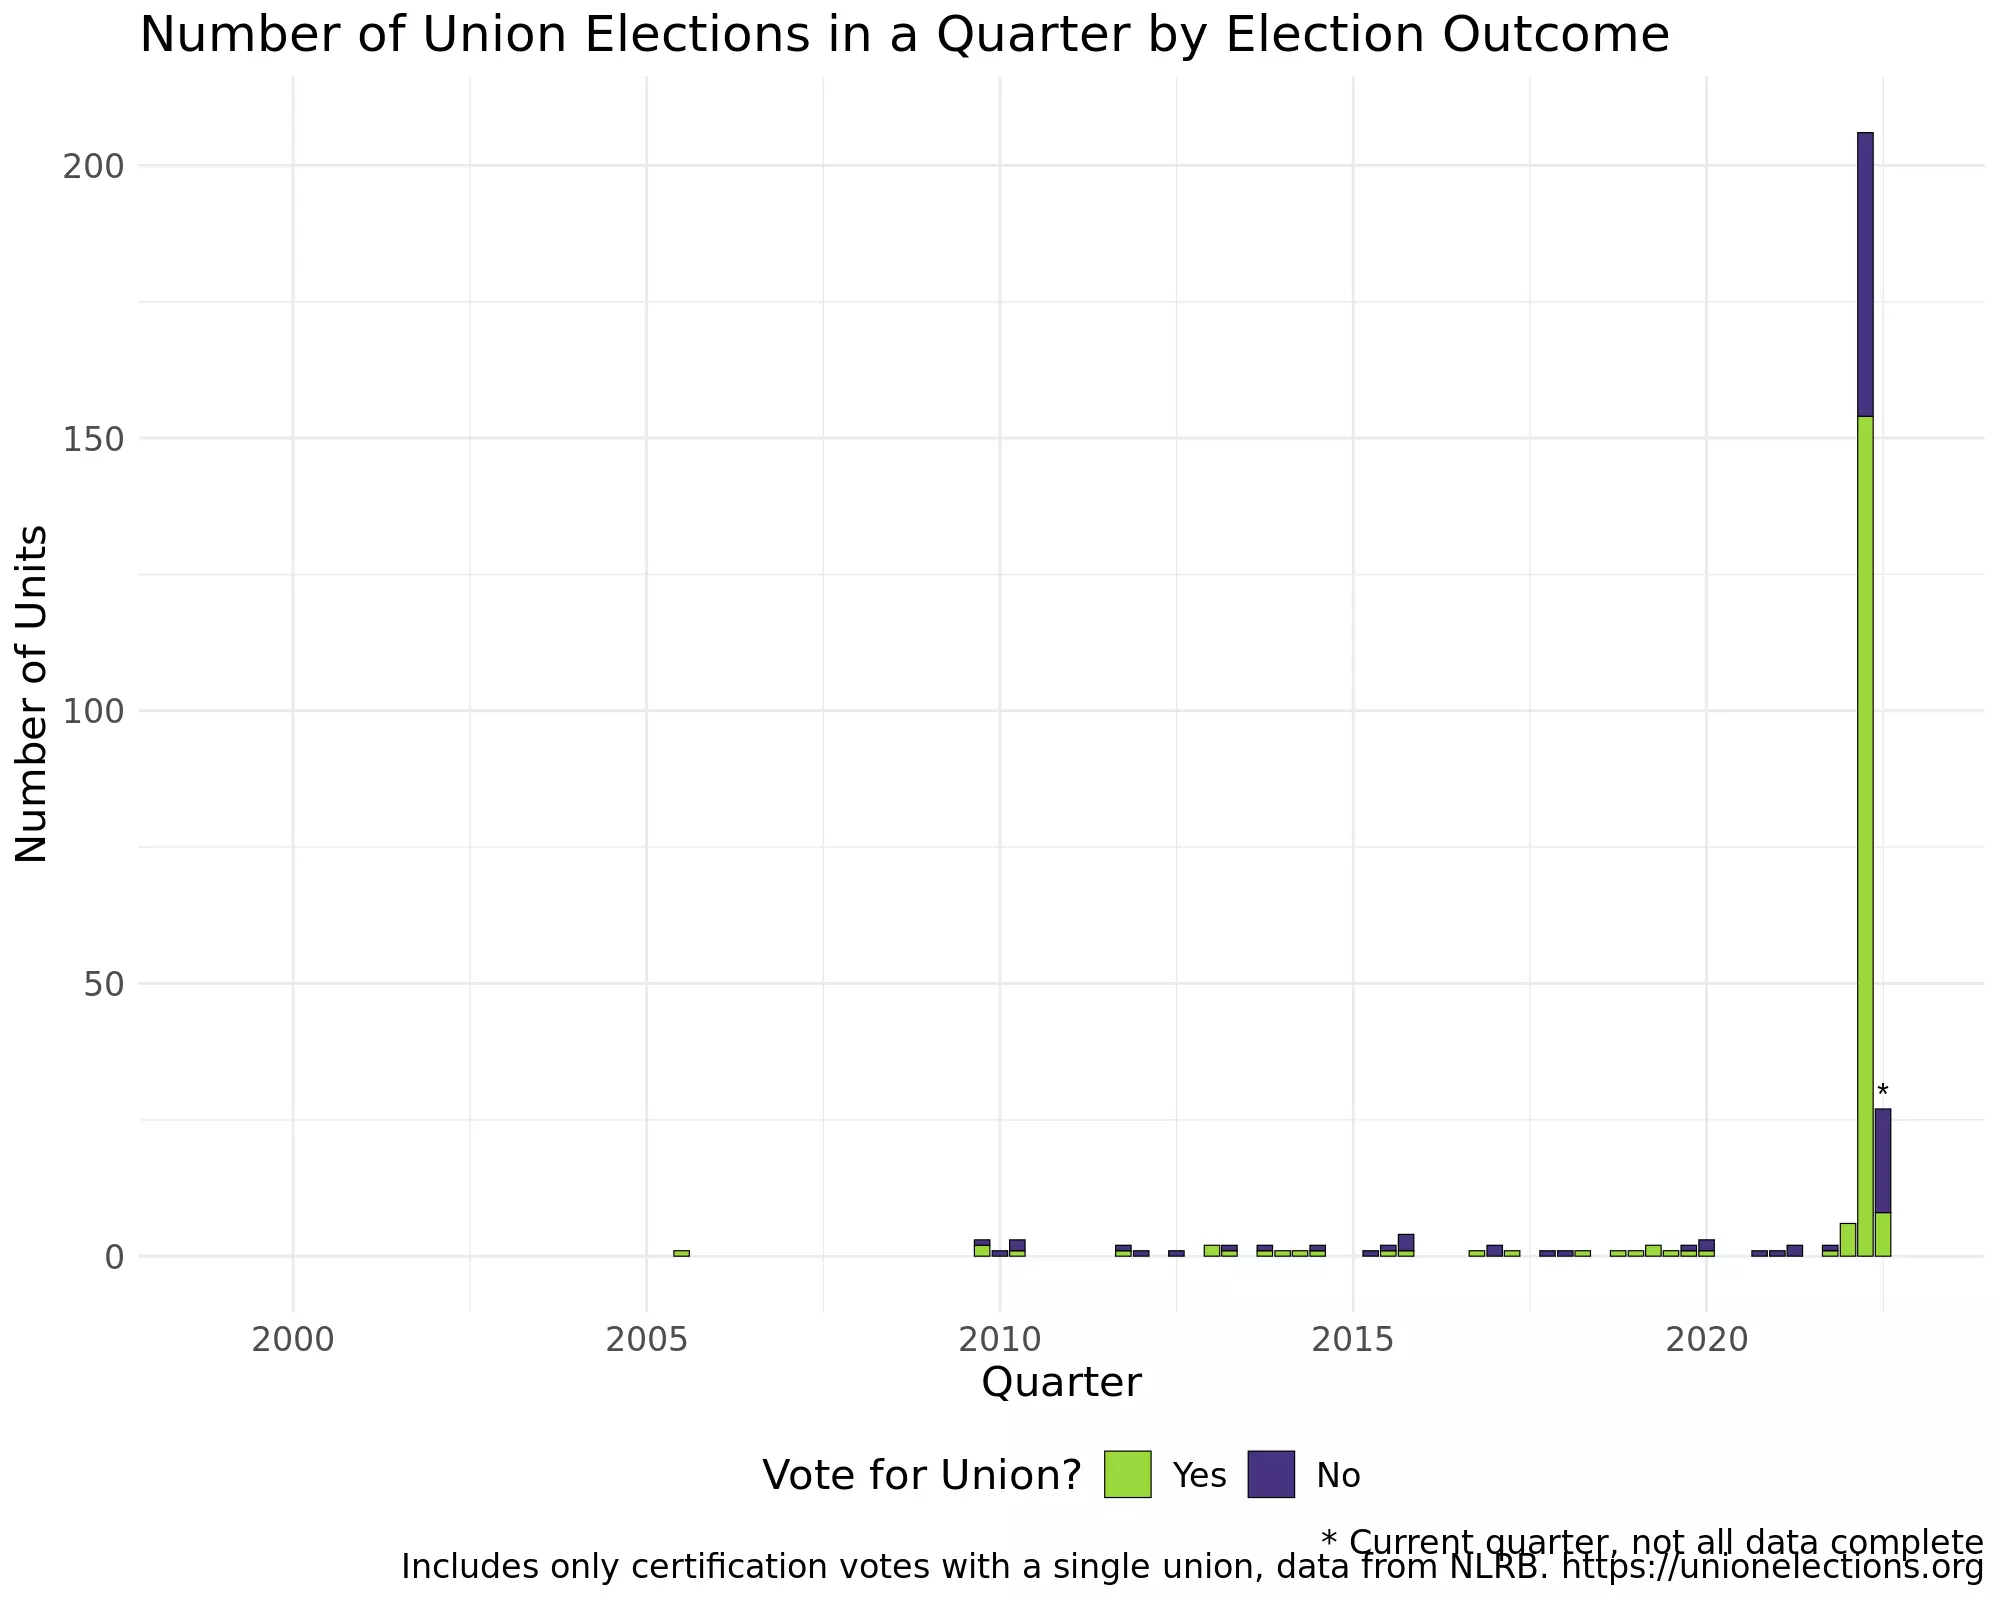 Number of Union Elections in a Quarter by Election Outcome
Number of Units
200
150
100
50
0
*
2000 2005 2010 2015 2020
Quarter
Vote for Union? Yes No
* Current quarter, not all data complete
Includes only certification votes with a single union, data from NLRB. https://unionelections.org